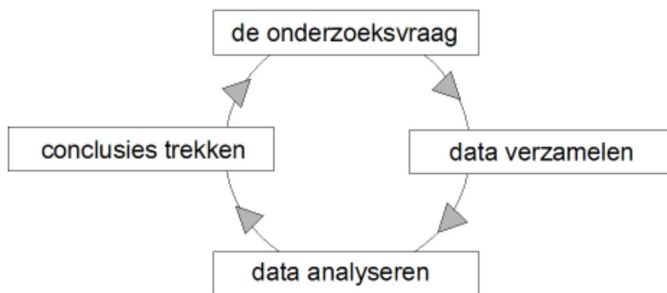 de onderzoeksvraag
conclusies trekken
data verzamelen
data analyseren